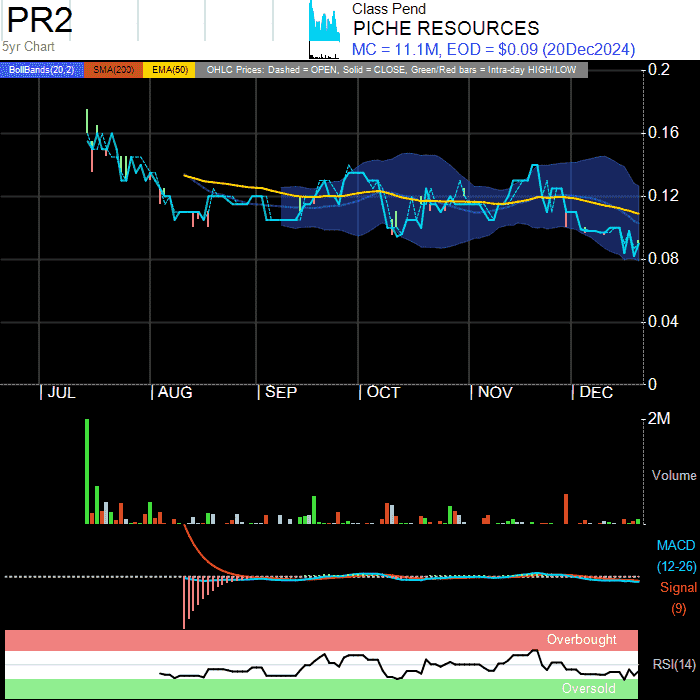 PR2
5yr Chart
Class Pend
PICHE RESOURCES
MC = 11.1M, EOD = $0.09 (20Dec2024)
BollBands(20,2) SMA(200) EMA(50) OHLC Prices: Dashed = OPEN, Solid = CLOSE, Green/Red bars = Intra-day HIGH/LOW
0.2
0.16
0.12
0.08
0.04
0
JUL AUG SEP OCT NOV DEC
2M
Volume
MACD
(12-26)
Signal
(9)
Overbought
RSI(14)
Oversold